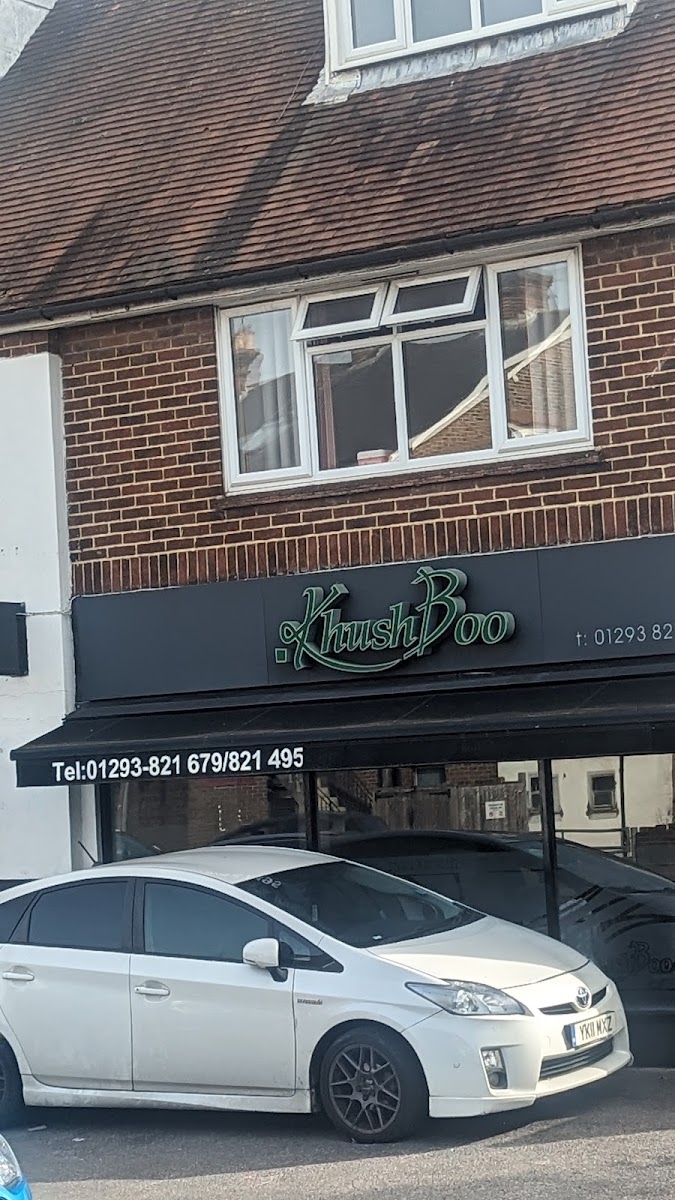 KhushBoo
t: 01293 82
Tel:01293-821 679/821 495
YK11 MXZ